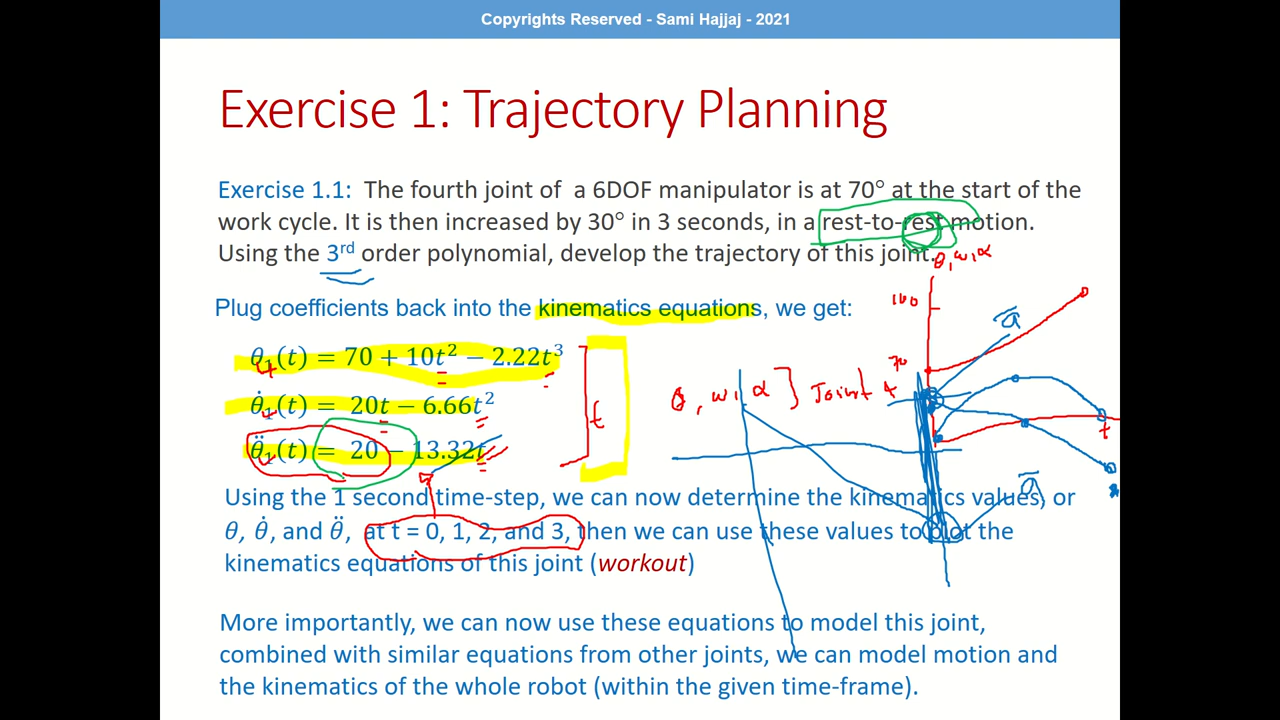 Copyrights Reserved - Sami Hajjaj - 2021
Exercise 1: Trajectory Planning
Exercise 1.1: The fourth joint of a 6DOF manipulator is at 70° at the start of the
work cycle. It is then increased by 30° in 3 seconds, in a rest-to-rest motion.
Using the 3rd order polynomial, develop the trajectory of this joint.
θ, w, α
Plug coefficients back into the kinematics equations, we get:
100
ā
θ₁(t) = 70 + 10t² − 2.22t³
4
70
θ̇₁(t) = 20t − 6.66t²
4
t
θ, w, α } Joint 4
t
θ̈₁(t) = 20 − 13.32t
4
ā
Using the 1 second time-step, we can now determine the kinematics values, or
θ, θ̇, and θ̈, at t = 0, 1, 2, and 3, then we can use these values to plot the
kinematics equations of this joint (workout)
More importantly, we can now use these equations to model this joint,
combined with similar equations from other joints, we can model motion and
the kinematics of the whole robot (within the given time-frame).